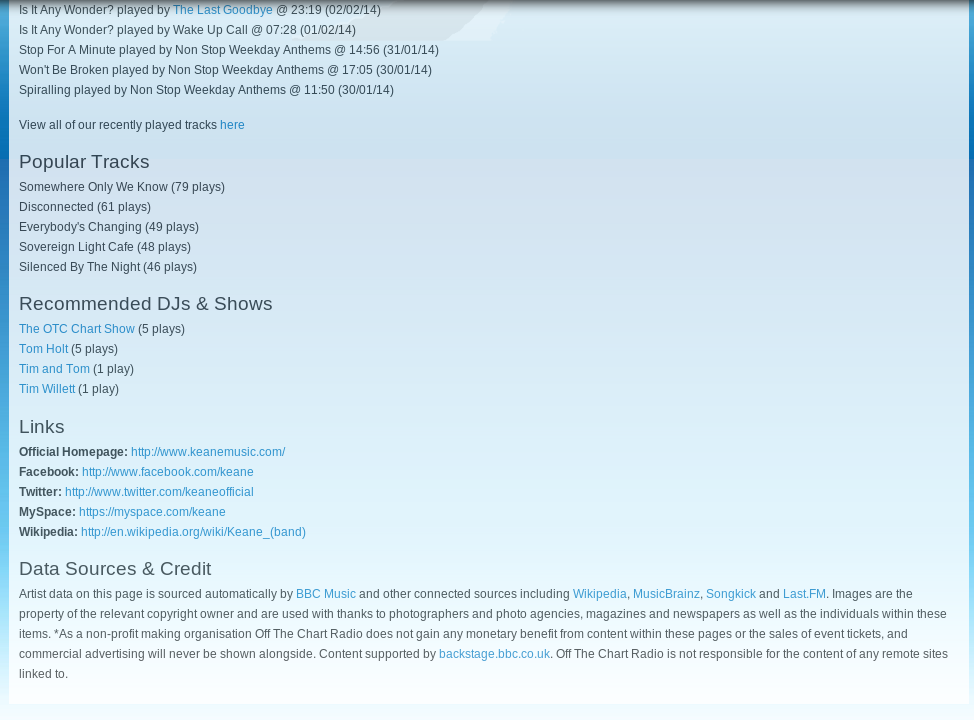 Is It Any Wonder? played by The Last Goodbye @ 23:19 (02/02/14)
Is It Any Wonder? played by Wake Up Call @ 07:28 (01/02/14)
Stop For A Minute played by Non Stop Weekday Anthems @ 14:56 (31/01/14)
Won't Be Broken played by Non Stop Weekday Anthems @ 17:05 (30/01/14)
Spiralling played by Non Stop Weekday Anthems @ 11:50 (30/01/14)
View all of our recently played tracks here
Popular Tracks
Somewhere Only We Know (79 plays)
Disconnected (61 plays)
Everybody's Changing (49 plays)
Sovereign Light Cafe (48 plays)
Silenced By The Night (46 plays)
Recommended DJs & Shows
The OTC Chart Show (5 plays)
Tom Holt (5 plays)
Tim and Tom (1 play)
Tim Willett (1 play)
Links
Official Homepage: http://www.keanemusic.com/
Facebook: http://www.facebook.com/keane
Twitter: http://www.twitter.com/keaneofficial
MySpace: https://myspace.com/keane
Wikipedia: http://en.wikipedia.org/wiki/Keane_(band)
Data Sources & Credit
Artist data on this page is sourced automatically by BBC Music and other connected sources including Wikipedia, MusicBrainz, Songkick and Last.FM. Images are the
property of the relevant copyright owner and are used with thanks to photographers and photo agencies, magazines and newspapers as well as the individuals within these
items. *As a non-profit making organisation Off The Chart Radio does not gain any monetary benefit from content within these pages or the sales of event tickets, and
commercial advertising will never be shown alongside. Content supported by backstage.bbc.co.uk. Off The Chart Radio is not responsible for the content of any remote sites
linked to.